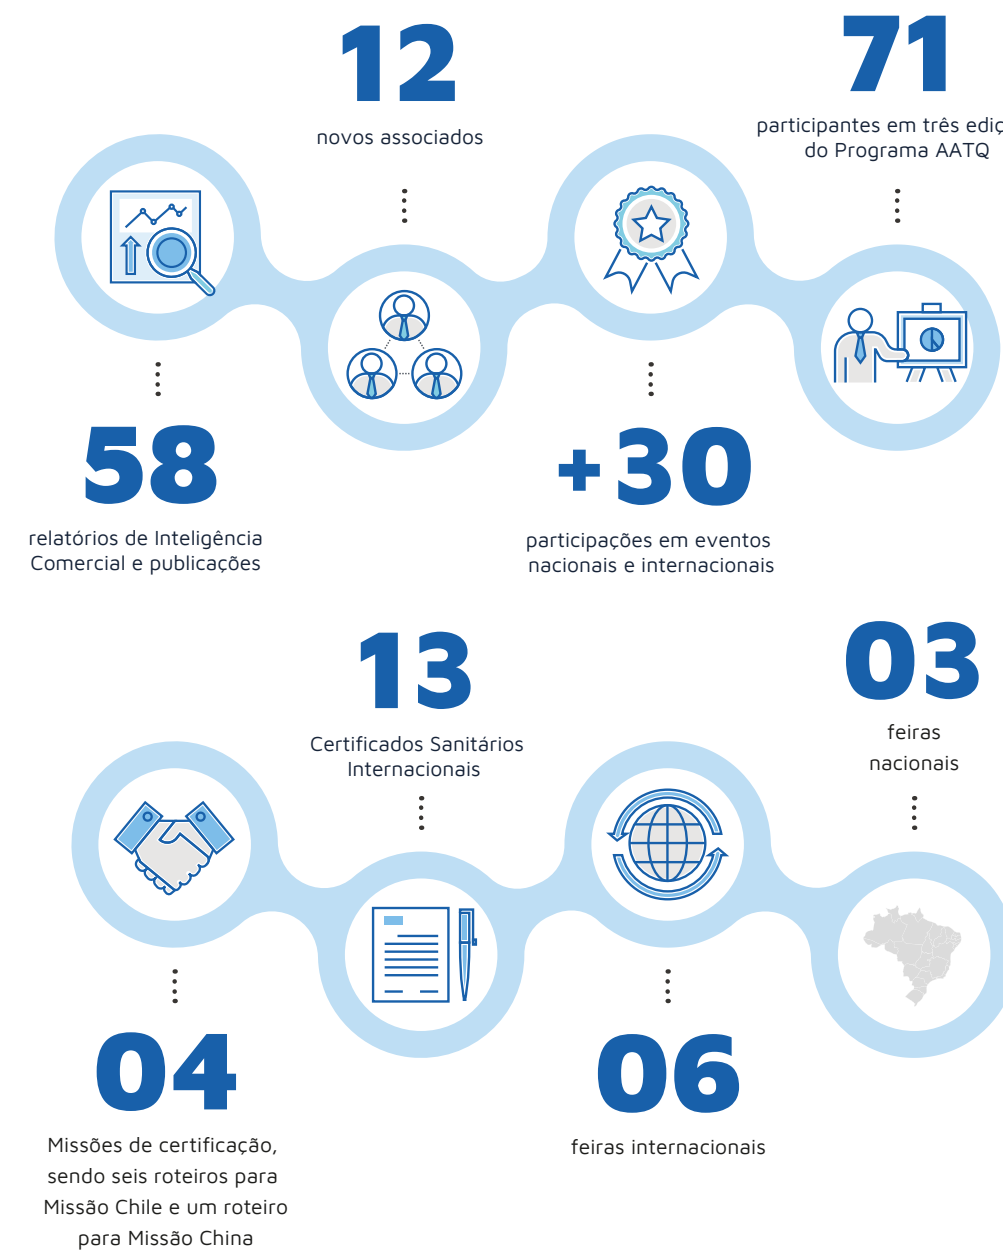 12
novos associados
71
participantes em três
do Programa AATQ
58
relatórios de Inteligência
Comercial e publicações
+30
participações em eventos
nacionais e internacionais
13
Certificados Sanitários
Internacionais
03
feiras
nacionais
04
Missões de certificação,
sendo seis roteiros para
Missão Chile e um roteiro
para Missão China
06
feiras internacionais